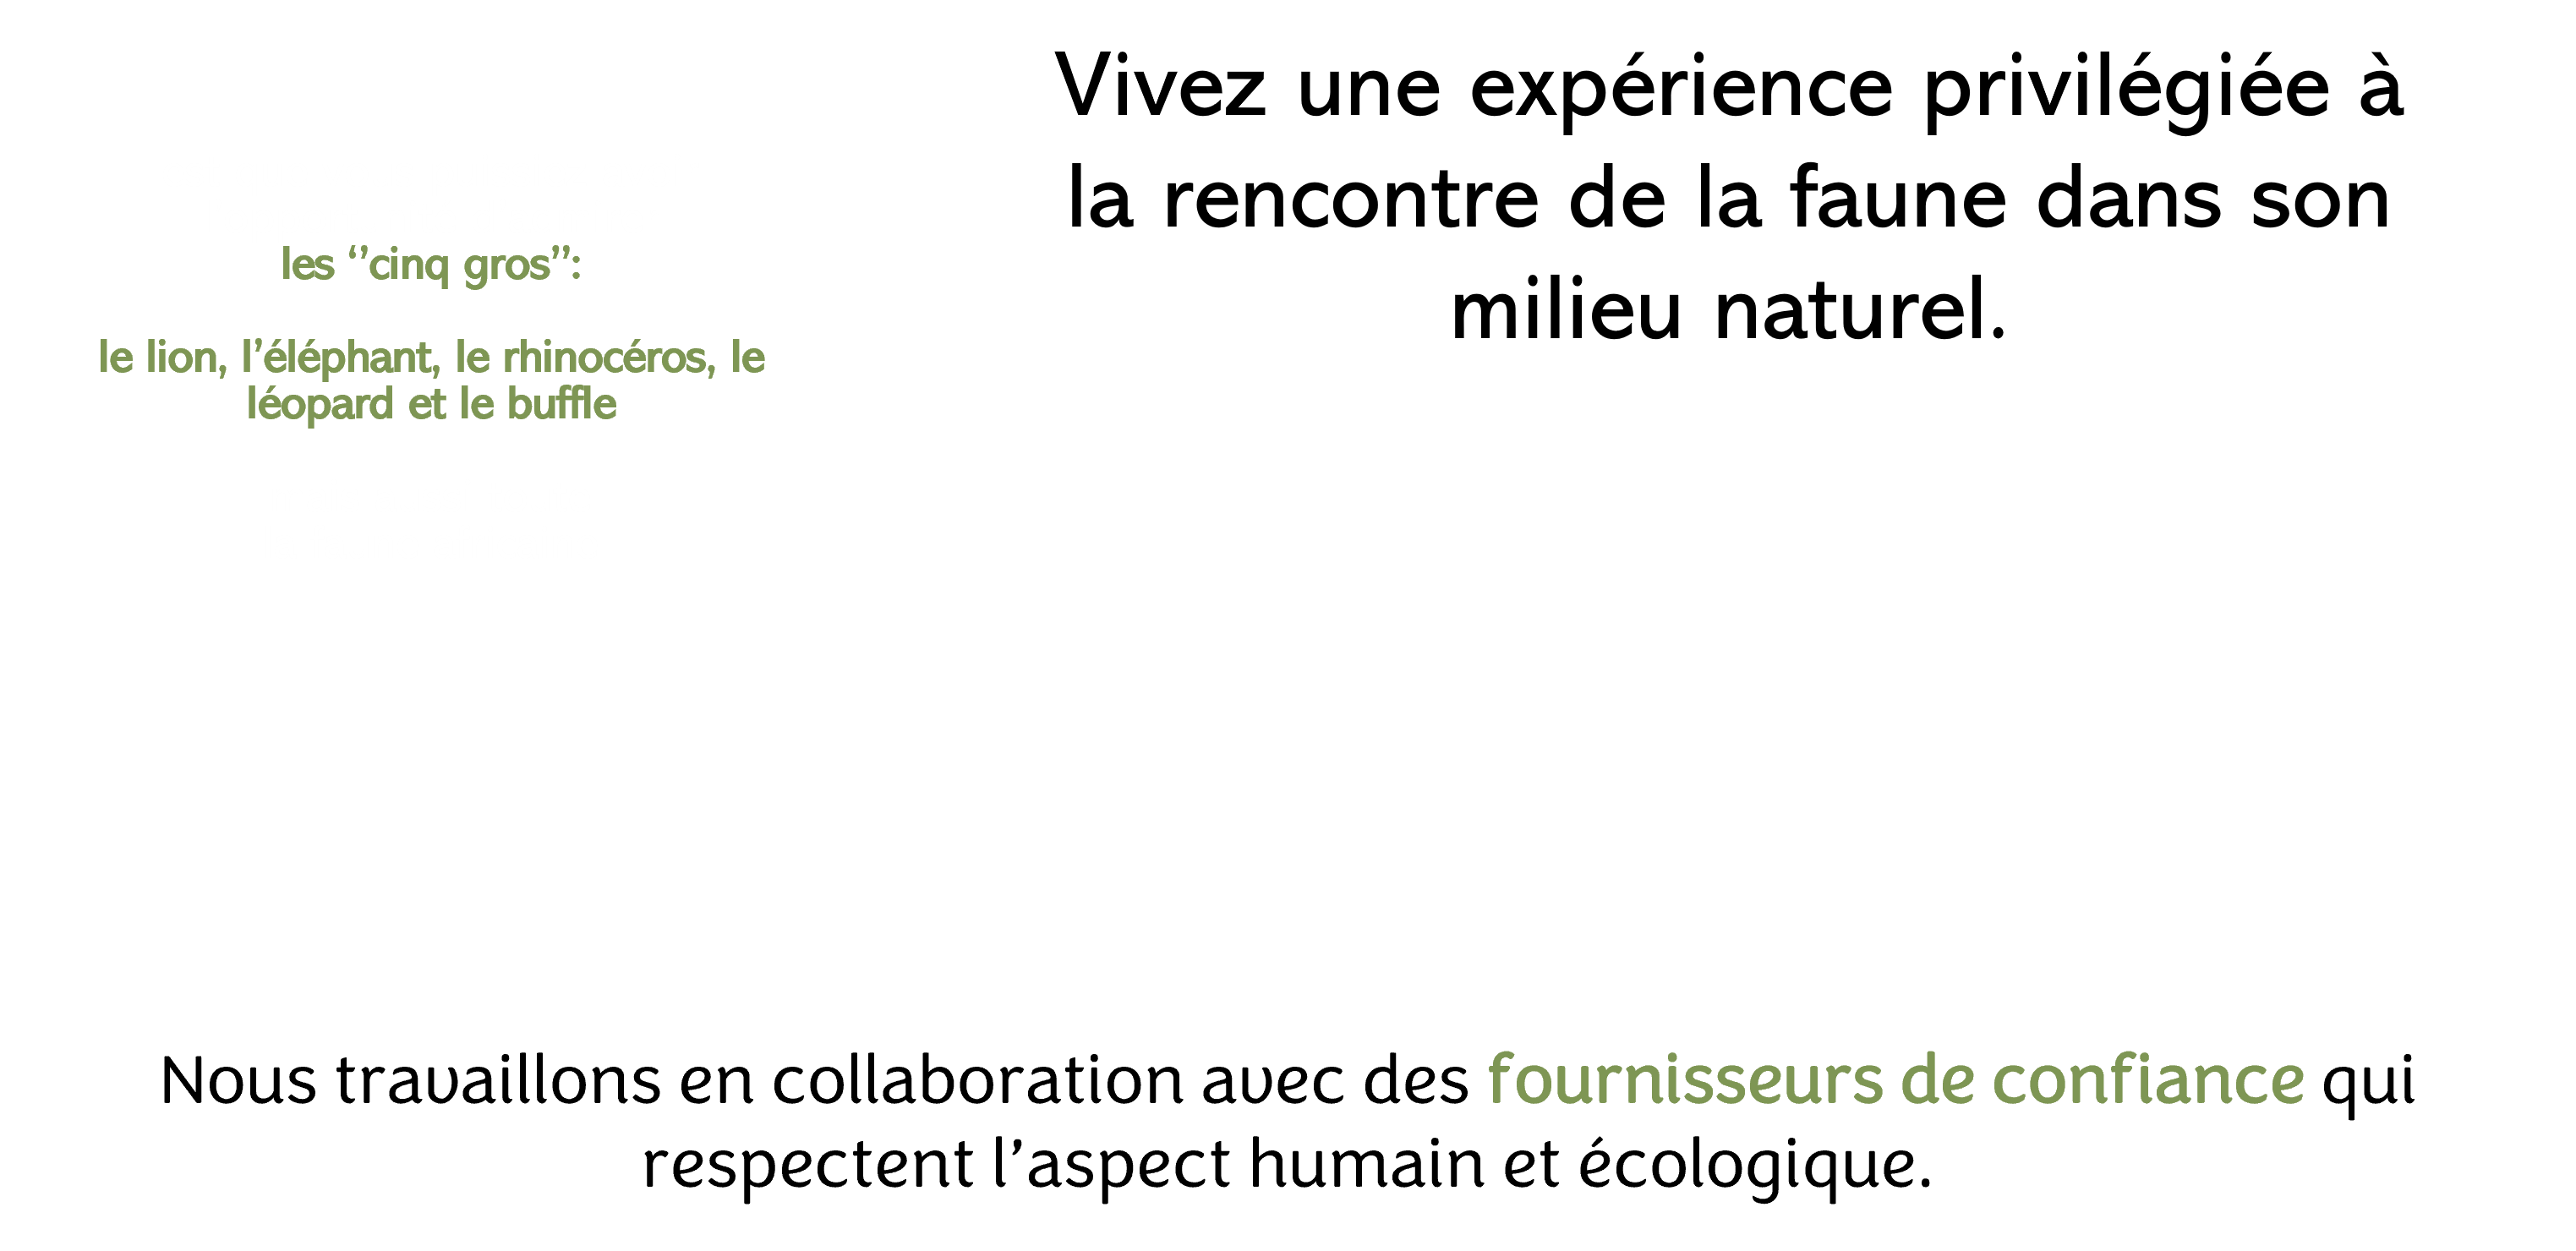 Vivez une expérience privilégiée à
la rencontre de la faune dans son
milieu naturel.
les ‘’cinq gros’’:
le lion, l’éléphant, le rhinocéros, le
léopard et le buffle
Nous travaillons en collaboration avec des fournisseurs de confiance qui
respectent l’aspect humain et écologique.